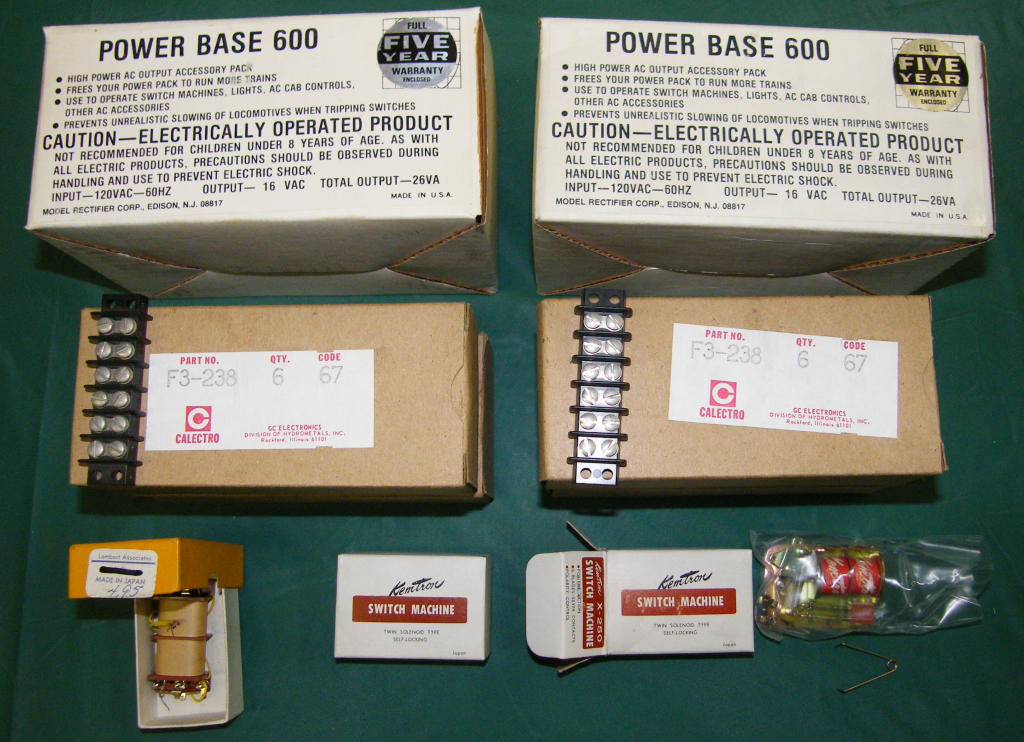 POWER BASE 600
FULL
FIVE
YEAR
WARRANTY
ENCLOSED
• HIGH POWER AC OUTPUT ACCESSORY PACK
• FREES YOUR POWER PACK TO RUN MORE TRAINS
• USE TO OPERATE SWITCH MACHINES, LIGHTS, AC CAB CONTROLS,
OTHER AC ACCESSORIES
• PREVENTS UNREALISTIC SLOWING OF LOCOMOTIVES WHEN TRIPPING SWITCHES
CAUTION—ELECTRICALLY OPERATED PRODUCT
NOT RECOMMENDED FOR CHILDREN UNDER 8 YEARS OF AGE. AS WITH
ALL ELECTRIC PRODUCTS, PRECAUTIONS SHOULD BE OBSERVED DURING
HANDLING AND USE TO PREVENT ELECTRIC SHOCK.
INPUT—120VAC—60HZ OUTPUT— 16 VAC TOTAL OUTPUT—26VA
MODEL RECTIFIER CORP., EDISON, N.J. 08817 MADE IN U.S.A.
POWER BASE 600
FULL
FIVE
YEAR
WARRANTY
ENCLOSED
• HIGH POWER AC OUTPUT ACCESSORY PACK
• FREES YOUR POWER PACK TO RUN MORE TRAINS
• USE TO OPERATE SWITCH MACHINES, LIGHTS, AC CAB CONTROLS,
OTHER AC ACCESSORIES
• PREVENTS UNREALISTIC SLOWING OF LOCOMOTIVES WHEN TRIPPING SWITCHES
CAUTION—ELECTRICALLY OPERATED PRODUCT
NOT RECOMMENDED FOR CHILDREN UNDER 8 YEARS OF AGE. AS WITH
ALL ELECTRIC PRODUCTS, PRECAUTIONS SHOULD BE OBSERVED DURING
HANDLING AND USE TO PREVENT ELECTRIC SHOCK.
INPUT—120VAC—60HZ OUTPUT— 16 VAC TOTAL OUTPUT—26VA
MODEL RECTIFIER CORP., EDISON, N.J. 08817 MADE IN U.S.A.
PART NO. QTY. CODE
F3-238 6 67
CALECTRO
GC ELECTRONICS
DIVISION OF HYDROMETALS, INC.
Rockford, Illinois 61101
PART NO. QTY. CODE
F3-238 6 67
CALECTRO
GC ELECTRONICS
DIVISION OF HYDROMETALS, INC.
Rockford, Illinois 61101
Lambert Associates
MADE IN JAPAN
4.95
Kemtron
SWITCH MACHINE
TWIN SOLENOID TYPE
SELF-LOCKING
Japan
Kemtron X-250
SWITCH MACHINE
Kemtron
SWITCH MACHINE
TWIN SOLENOID TYPE
SELF-LOCKING
Japan